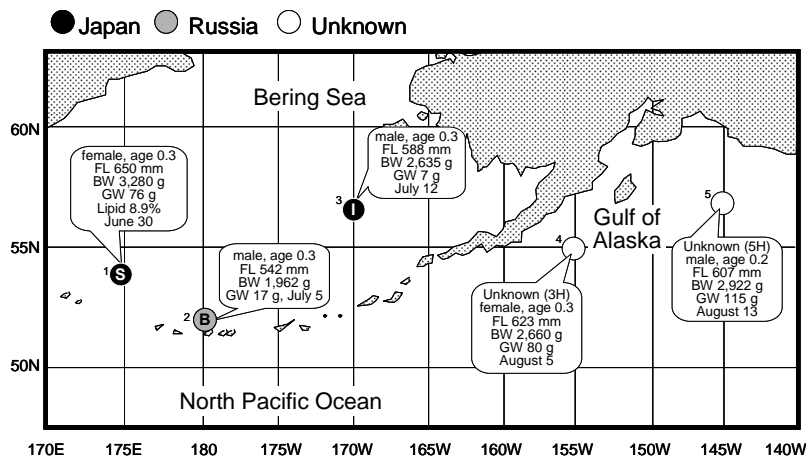 Japan Russia Unknown
Bering Sea
60N
female, age 0.3
FL 650 mm
BW 3,280 g
GW 76 g
Lipid 8.9%
June 30
male, age 0.3
FL 588 mm
BW 2,635 g
GW 7 g
July 12
3 I
5
Gulf of
Alaska
4
55N
1 S
male, age 0.3
FL 542 mm
BW 1,962 g
GW 17 g, July 5
2 B
Unknown (5H)
male, age 0.2
FL 607 mm
BW 2,922 g
GW 115 g
August 13
Unknown (3H)
female, age 0.3
FL 623 mm
BW 2,660 g
GW 80 g
August 5
50N
North Pacific Ocean
170E 175E 180 175W 170W 165W 160W 155W 150W 145W 140W